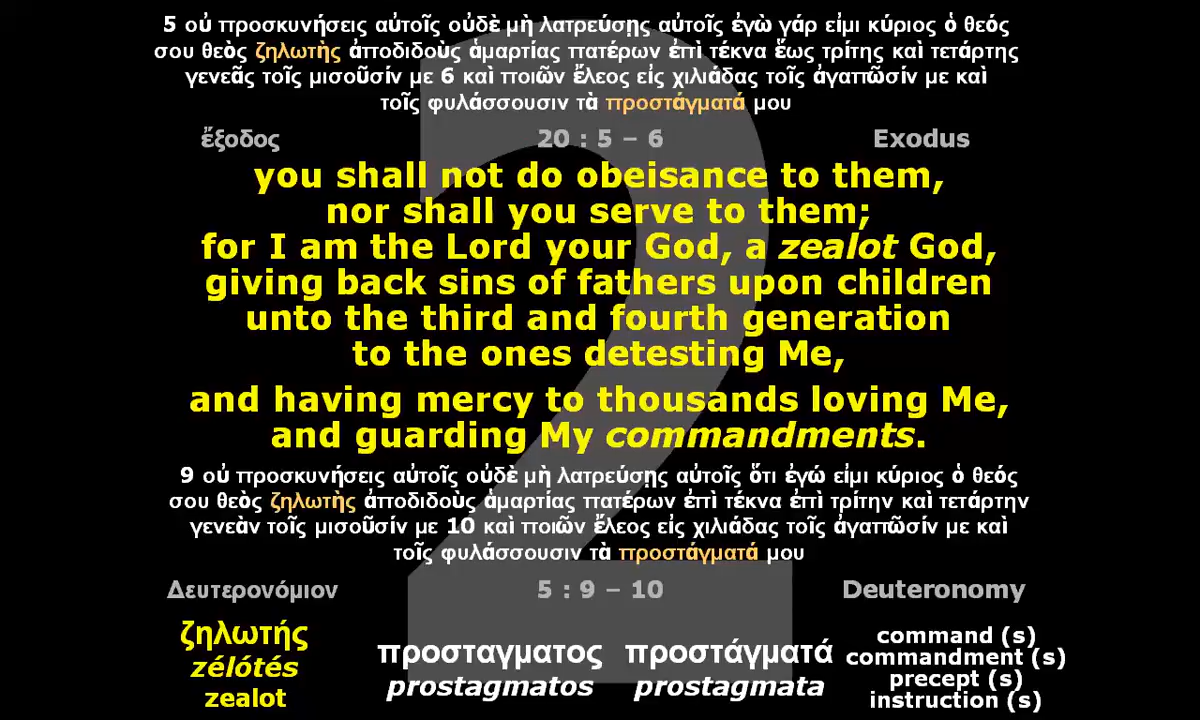 5 οὐ προσκυνήσεις αὐτοῖς οὐδὲ μὴ λατρεύσῃς αὐτοῖς ἐγὼ γάρ εἰμι κύριος ὁ θεός
σου θεὸς ζηλωτὴς ἀποδιδοὺς ἁμαρτίας πατέρων ἐπὶ τέκνα ἕως τρίτης καὶ τετάρτης
γενεᾶς τοῖς μισοῦσίν με 6 καὶ ποιῶν ἔλεος εἰς χιλιάδας τοῖς ἀγαπῶσίν με καὶ
τοῖς φυλάσσουσιν τὰ προστάγματά μου
ἔξοδος 20 : 5 – 6 Exodus
you shall not do obeisance to them,
nor shall you serve to them;
for I am the Lord your God, a zealot God,
giving back sins of fathers upon children
unto the third and fourth generation
to the ones detesting Me,
and having mercy to thousands loving Me,
and guarding My commandments.
9 οὐ προσκυνήσεις αὐτοῖς οὐδὲ μὴ λατρεύσῃς αὐτοῖς ὅτι ἐγώ εἰμι κύριος ὁ θεός
σου θεὸς ζηλωτὴς ἀποδιδοὺς ἁμαρτίας πατέρων ἐπὶ τέκνα ἐπὶ τρίτην καὶ τετάρτην
γενεὰν τοῖς μισοῦσίν με 10 καὶ ποιῶν ἔλεος εἰς χιλιάδας τοῖς ἀγαπῶσίν με καὶ
τοῖς φυλάσσουσιν τὰ προστάγματά μου
Δευτερονόμιον 5 : 9 – 10 Deuteronomy
2
ζηλωτής
zélótés
zealot
προσταγματος προστάγματά
prostagmatos prostagmata
command (s)
commandment (s)
precept (s)
instruction (s)